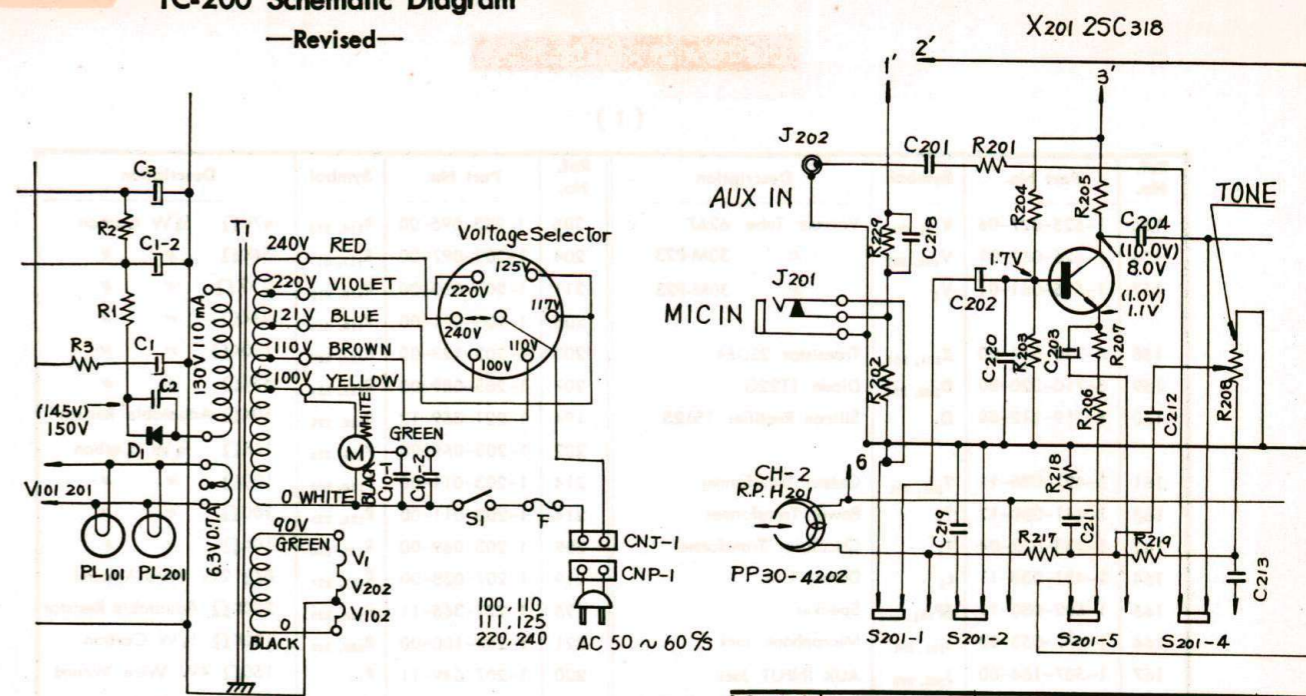 TC-200 Schematic Diagram
—Revised—
X201 2SC318
1' 2' 3'
J202
C201 R201
AUX IN
R204 R205
C204
TONE
R229 C218
(10.0V)
8.0V
1.7V
(1.0V)
1.1V
C202
J201
MIC IN
C220 R203 C203 R207
R206
R202
C212 R208
CH-2
R.P. H201
6
R218
C219
C211
R217 R219
C213
PP30-4202
S201-1 S201-2 S201-5 S201-4
C3
R2
C1-2
R1
R3 C1
C2
(145V)
150V
D1
V101 201
PL101 PL201
T1
130V 110mA
6.3V 0.7A
240V RED
220V VIOLET
121V BLUE
110V BROWN
100V YELLOW
Voltage Selector
125V
220V
117V
240V
110V
100V
WHITE
M
GREEN
BLACK
C10-1 C10-2
0 WHITE
S1 F
90V
GREEN
V1
V202
V102
0
BLACK
CNJ-1
CNP-1
100, 110
111, 125
220, 240
AC 50 ~ 60 %